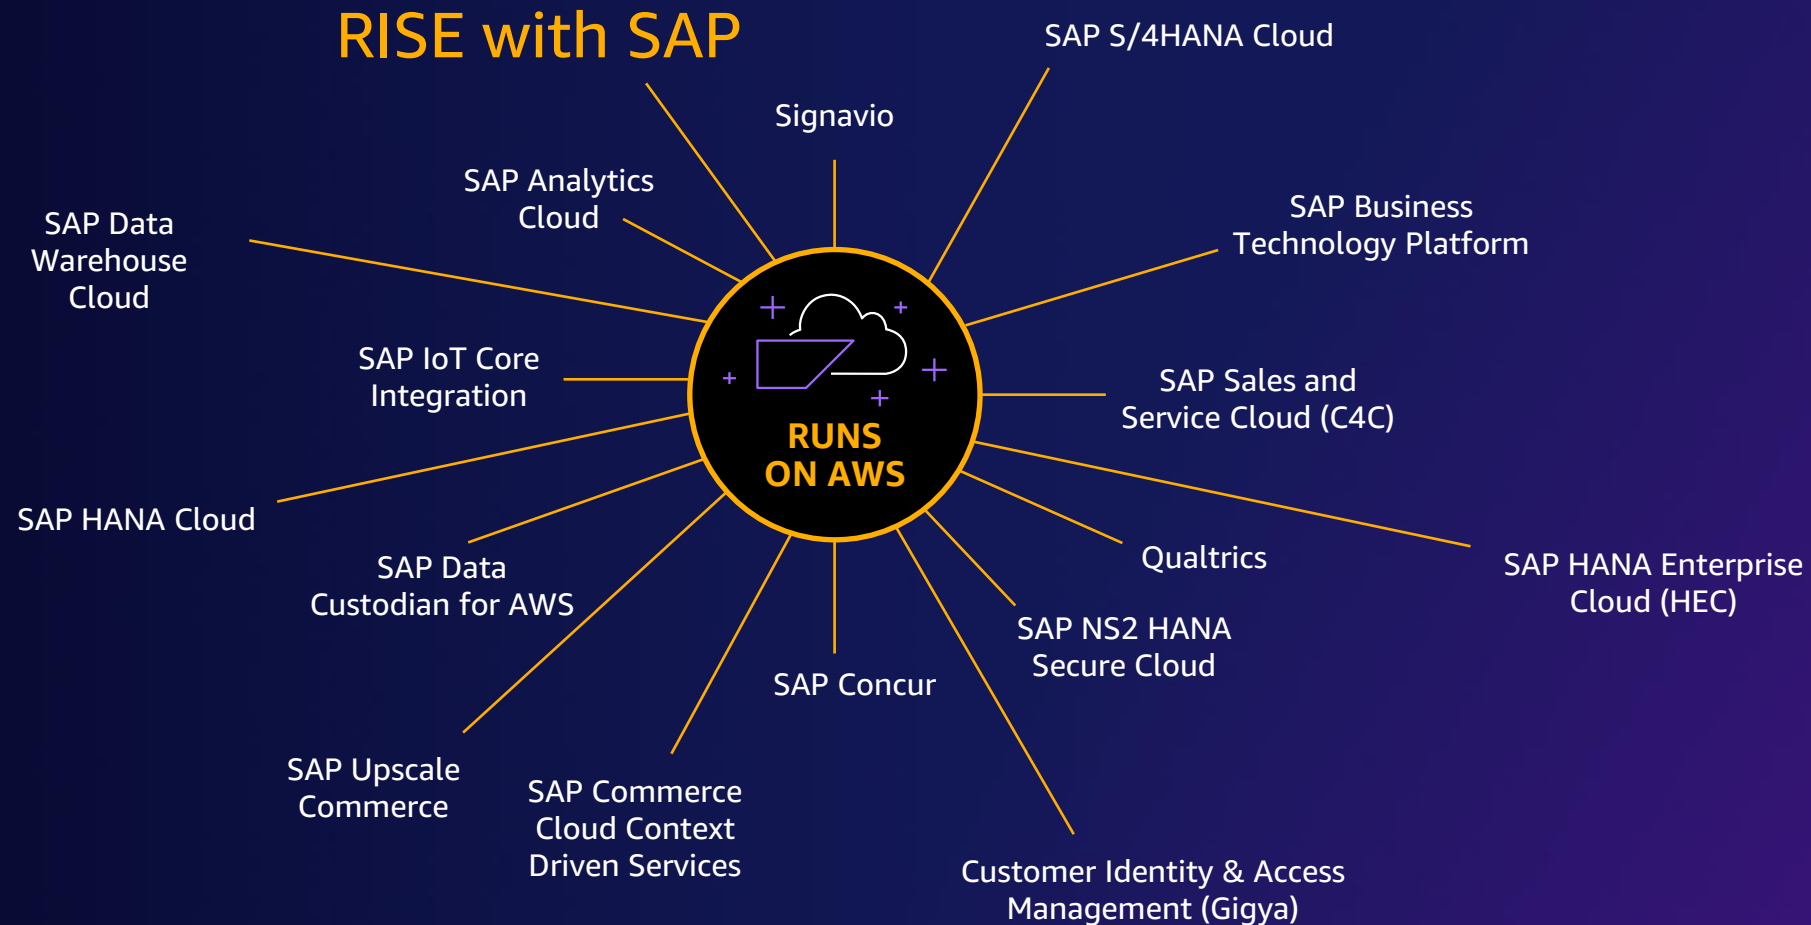 RISE with SAP
SAP S/4HANA Cloud
Signavio
SAP Analytics
Cloud
SAP Business
Technology Platform
SAP Data
Warehouse
Cloud
SAP IoT Core
Integration
SAP Sales and
Service Cloud (C4C)
RUNS
ON AWS
SAP HANA Cloud
SAP Data
Custodian for AWS
Qualtrics
SAP HANA Enterprise
Cloud (HEC)
SAP NS2 HANA
Secure Cloud
SAP Concur
SAP Upscale
Commerce
SAP Commerce
Cloud Context
Driven Services
Customer Identity & Access
Management (Gigya)